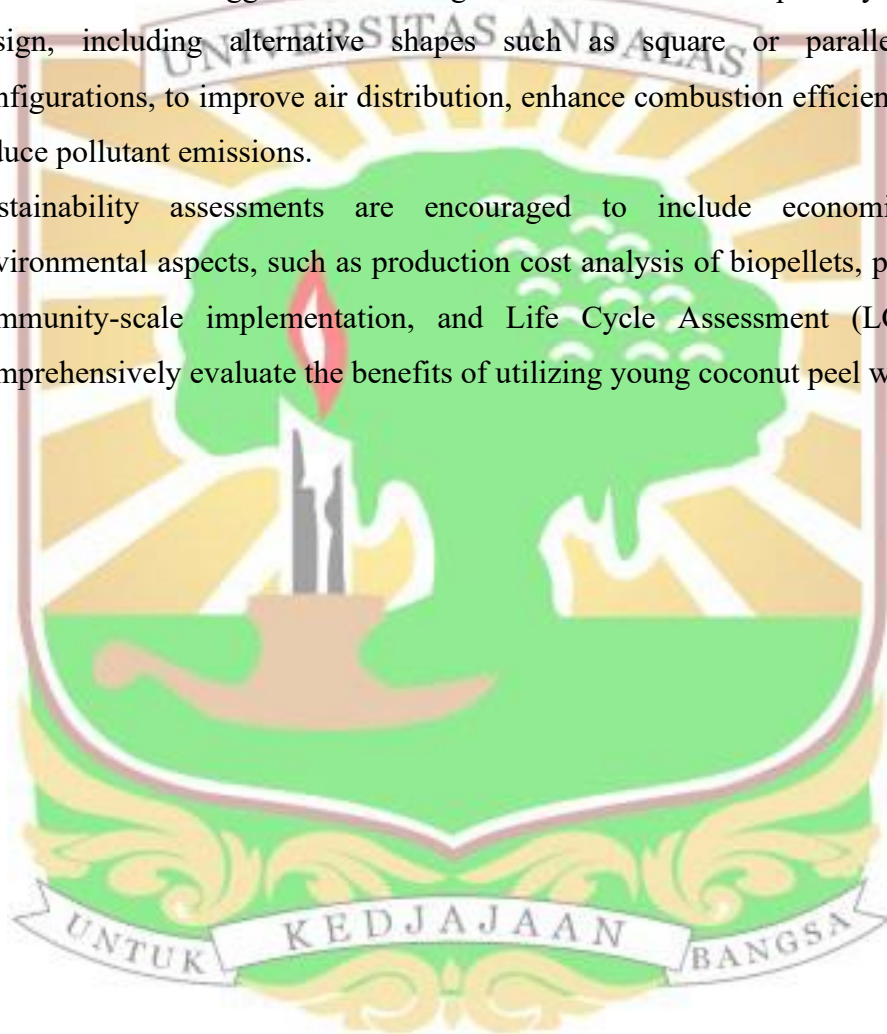 UNIVERSITAS ANDALAS
sign, including alternative shapes such as square or paralle
nfigurations, to improve air distribution, enhance combustion efficien
duce pollutant emissions.
stainability assessments are encouraged to include economi
vironmental aspects, such as production cost analysis of biopellets, p
mmunity-scale implementation, and Life Cycle Assessment (LC
mprehensively evaluate the benefits of utilizing young coconut peel w
UNTUK KEDJAJAAN BANGSA